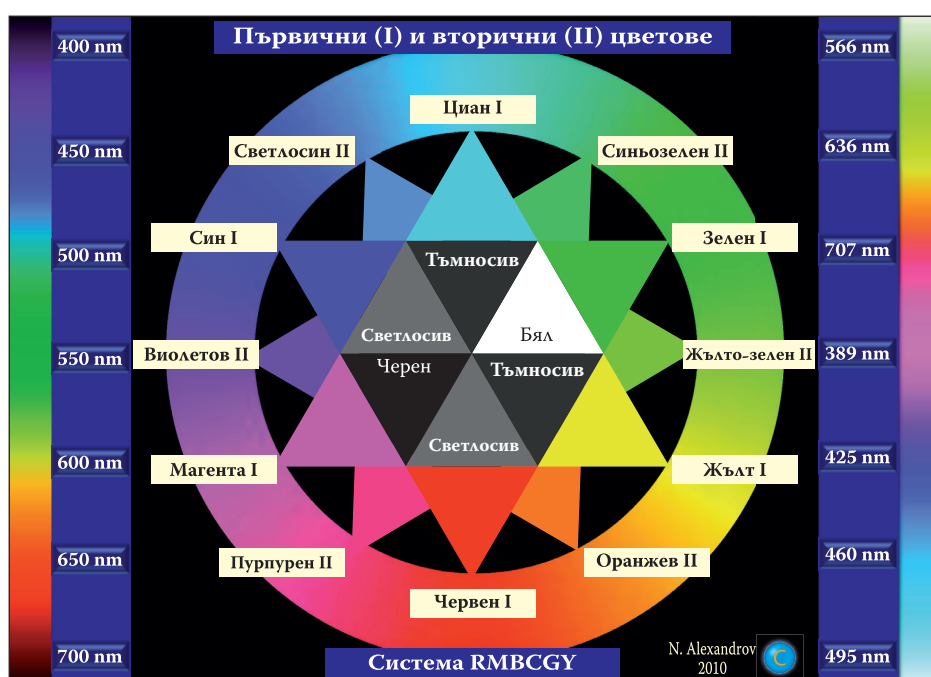 Първични (I) и вторични (II) цветове
400 nm
450 nm
500 nm
550 nm
600 nm
650 nm
700 nm
Циан I
Светлосин II
Синьозелен II
Син I
Зелен I
Виолетов II
Жълто-зелен II
Магента I
Жълт I
Пурпурен II
Оранжев II
Червен I
Тъмносив
Светлосив
Бял
Черен
Тъмносив
Светлосив
566 nm
636 nm
707 nm
389 nm
425 nm
460 nm
495 nm
Система RMBCGY
N. Alexandrov
2010
C